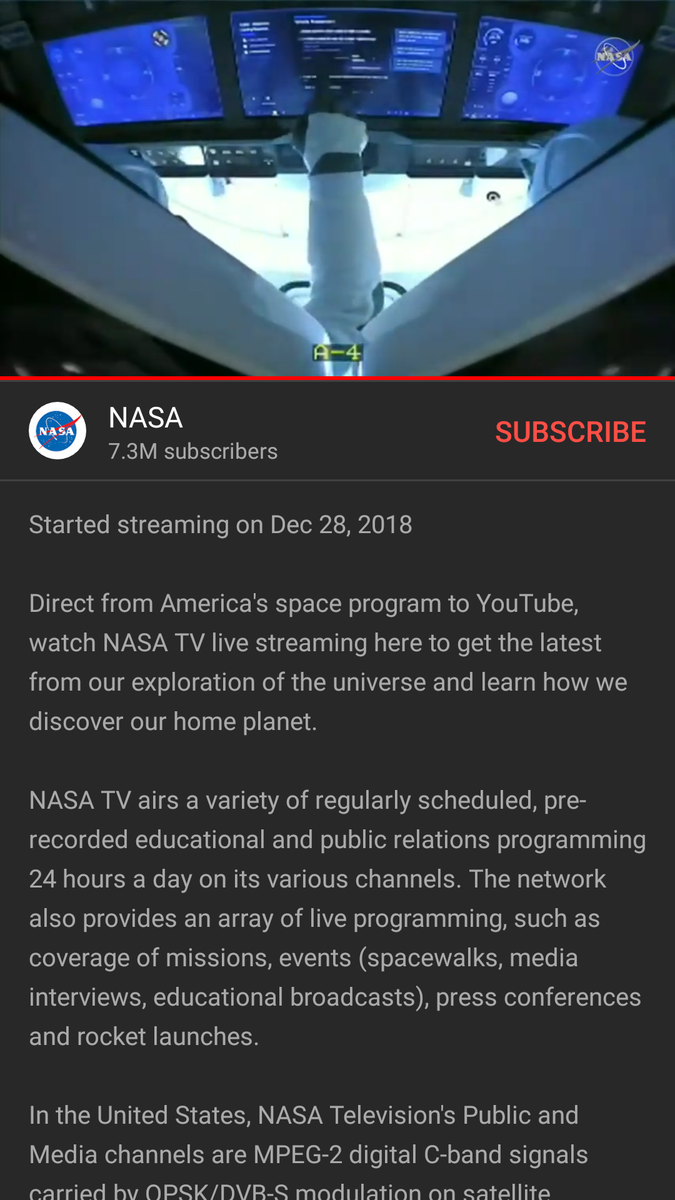 NASA
A-4
NASA
NASA
7.3M subscribers
SUBSCRIBE
Started streaming on Dec 28, 2018
Direct from America's space program to YouTube,
watch NASA TV live streaming here to get the latest
from our exploration of the universe and learn how we
discover our home planet.
NASA TV airs a variety of regularly scheduled, pre-
recorded educational and public relations programming
24 hours a day on its various channels. The network
also provides an array of live programming, such as
coverage of missions, events (spacewalks, media
interviews, educational broadcasts), press conferences
and rocket launches.
In the United States, NASA Television's Public and
Media channels are MPEG-2 digital C-band signals
carried by QPSK/DVB-S modulation on satellite